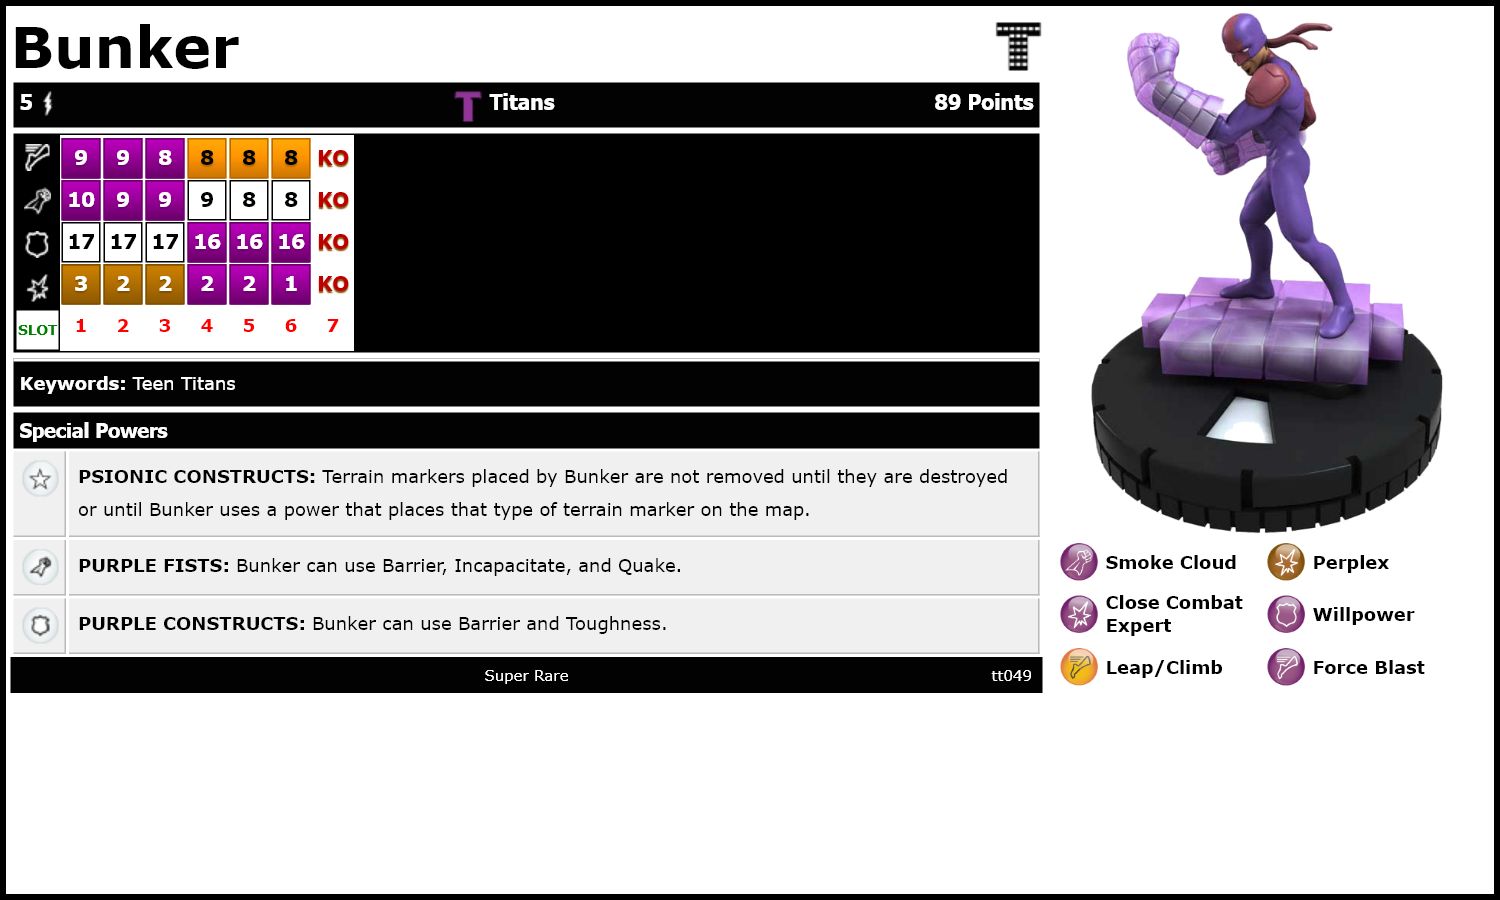 Bunker
T
5 T Titans 89 Points
9 9 8 8 8 8 KO
10 9 9 9 8 8 KO
17 17 17 16 16 16 KO
3 2 2 2 2 1 KO
SLOT 1 2 3 4 5 6 7
Keywords: Teen Titans
Special Powers
PSIONIC CONSTRUCTS: Terrain markers placed by Bunker are not removed until they are destroyed
or until Bunker uses a power that places that type of terrain marker on the map.
PURPLE FISTS: Bunker can use Barrier, Incapacitate, and Quake.
PURPLE CONSTRUCTS: Bunker can use Barrier and Toughness.
Super Rare tt049
Smoke Cloud Perplex
Close Combat
Expert
Willpower
Leap/Climb Force Blast